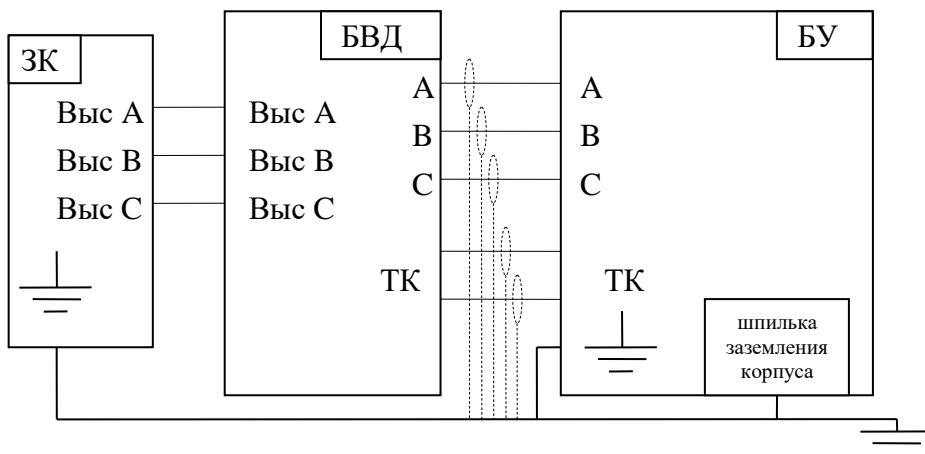 ЗК
Выс А
Выс В
Выс С
БВД
Выс А
Выс В
Выс С
А
В
С
ТК
БУ
А
В
С
ТК
шпилька
заземления
корпуса